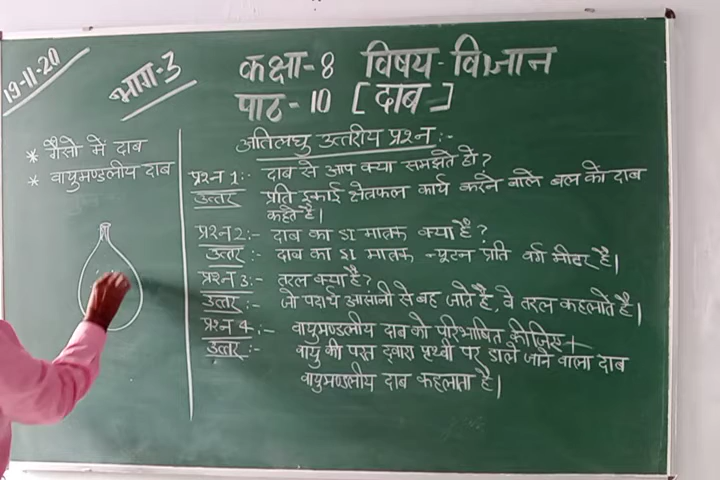 19-11-20
भाग-3
कक्षा-8 विषय-विज्ञान
पाठ-10 [दाब]
* गैसो में दाब
* वायुमण्डलीय दाब
अतिलघु उत्तरीय प्रश्न:-
प्रश्न 1:- दाब से आप क्या समझते हो?
उत्तर प्रति इकाई क्षेत्रफल कार्य करने वाले बल को दाब
कहते है।
प्रश्न 2:- दाब का SI मात्रक क्या है?
उत्तर:- दाब का SI मात्रक न्यूटन प्रति वर्ग मीटर है।
प्रश्न 3:- तरल क्या है?
उत्तर:- जो पदार्थ आसानी से बह जाते है, वे तरल कहलाते है।
प्रश्न 4:- वायुमण्डलीय दाब को परिभाषित कीजिए
उत्तर:- वायु की परत द्वारा पृथ्वी पर डाले जाने वाला दाब
वायुमण्डलीय दाब कहलाता है।